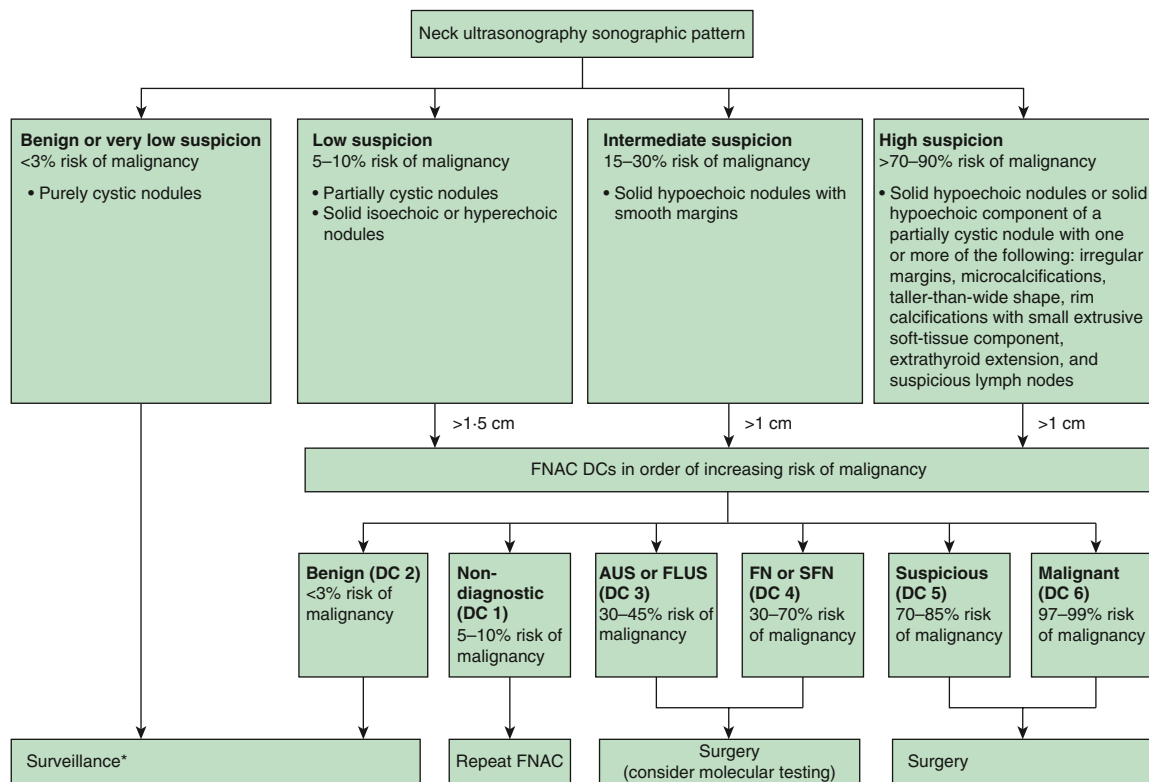 Neck ultrasonography sonographic pattern
Benign or very low suspicion
<3% risk of malignancy
• Purely cystic nodules
Low suspicion
5–10% risk of malignancy
• Partially cystic nodules
• Solid isoechoic or hyperechoic
nodules
Intermediate suspicion
15–30% risk of malignancy
• Solid hypoechoic nodules with
smooth margins
High suspicion
>70–90% risk of malignancy
• Solid hypoechoic nodules or solid
hypoechoic component of a
partially cystic nodule with one
or more of the following: irregular
margins, microcalcifications,
taller-than-wide shape, rim
calcifications with small extrusive
soft-tissue component,
extrathyroid extension, and
suspicious lymph nodes
>1·5 cm
>1 cm
>1 cm
FNAC DCs in order of increasing risk of malignancy
Benign (DC 2)
<3% risk of
malignancy
Non-
diagnostic
(DC 1)
5–10% risk of
malignancy
AUS or FLUS
(DC 3)
30–45% risk of
malignancy
FN or SFN
(DC 4)
30–70% risk
of malignancy
Suspicious
(DC 5)
70–85% risk
of malignancy
Malignant
(DC 6)
97–99% risk
of malignancy
Surveillance*
Repeat FNAC
Surgery
(consider molecular testing)
Surgery